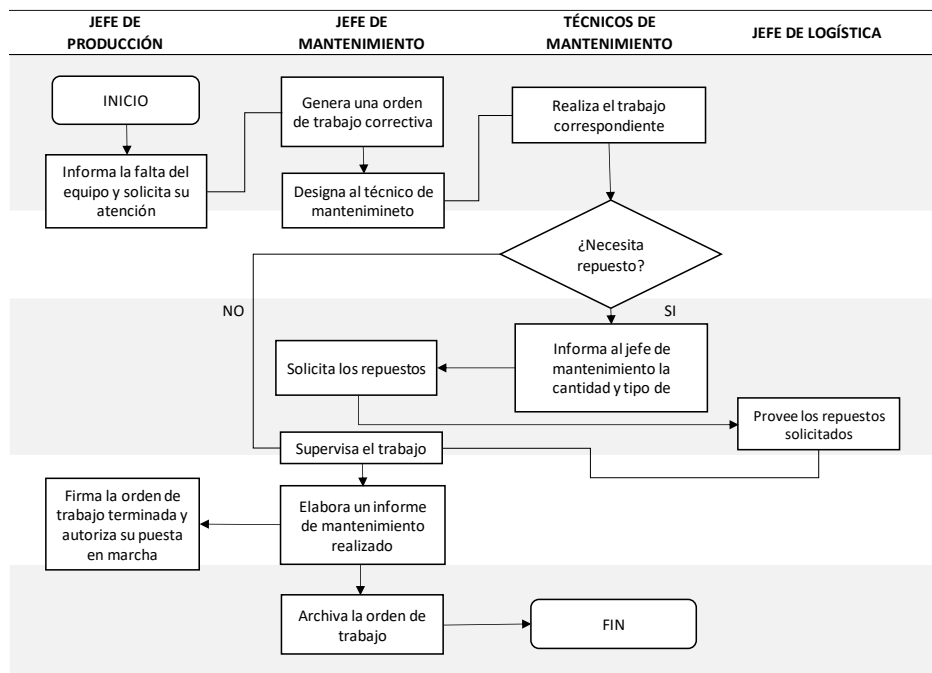 JEFE DE
PRODUCCIÓN
JEFE DE
MANTENIMIENTO
TÉCNICOS DE
MANTENIMIENTO
JEFE DE LOGÍSTICA
INICIO
Informa la falta del
equipo y solicita su
atención
Genera una orden
de trabajo correctiva
Designa al técnico de
mantenimineto
Realiza el trabajo
correspondiente
¿Necesita
repuesto?
NO
SI
Informa al jefe de
mantenimiento la
cantidad y tipo de
Solicita los repuestos
Provee los repuestos
solicitados
Supervisa el trabajo
Elabora un informe
de mantenimiento
realizado
Firma la orden de
trabajo terminada y
autoriza su puesta
en marcha
Archiva la orden de
trabajo
FIN